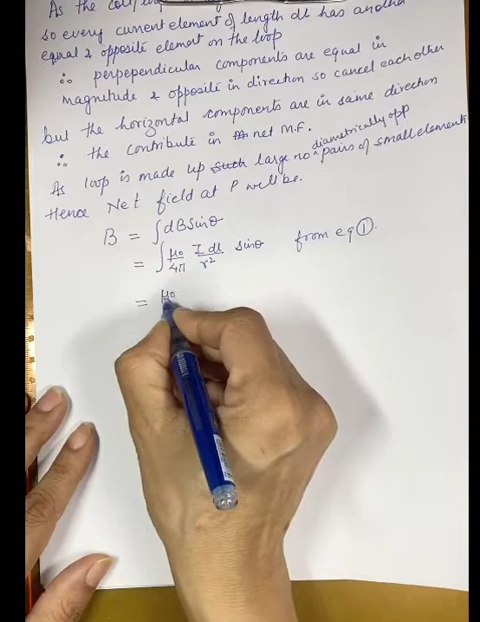 As the coil/
so every current element of length dl has another
equal & opposite element on the loop
∴ perpependicular components are equal in
magnitude & opposite in direction so cancel each other
but the horizontal components are in same direction
∴ the contribute in net M.F.
As loop is made up such large no. diametrically opp pairs of small elements
Hence Net field at P will be.
B = ∫dB Sinθ
= ∫ μ₀/4π I dl/r² sinθ from eq ①.
= μ₀